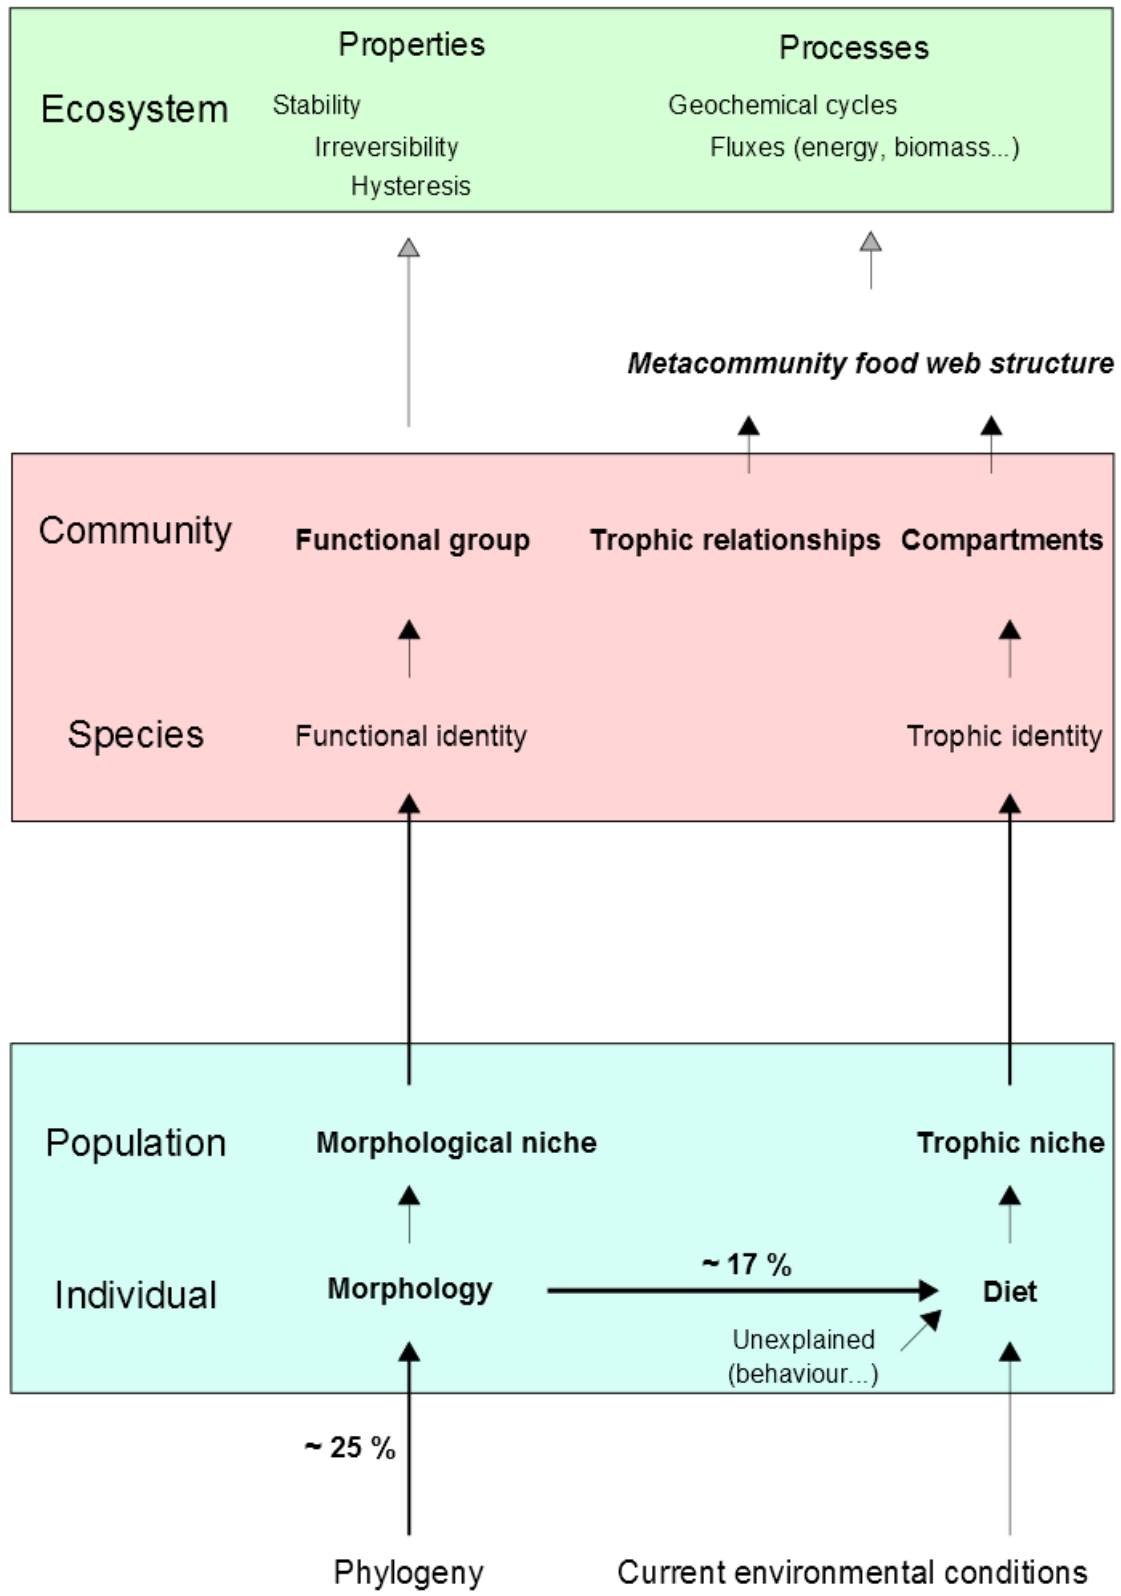 Properties
Processes
Ecosystem
Stability
Geochemical cycles
Irreversibility
Fluxes (energy, biomass...)
Hysteresis
Metacommunity food web structure
Community
Functional group
Trophic relationships
Compartments
Species
Functional identity
Trophic identity
Population
Morphological niche
Trophic niche
~ 17 %
Individual
Morphology
Diet
Unexplained
(behaviour...)
~ 25 %
Phylogeny
Current environmental conditions